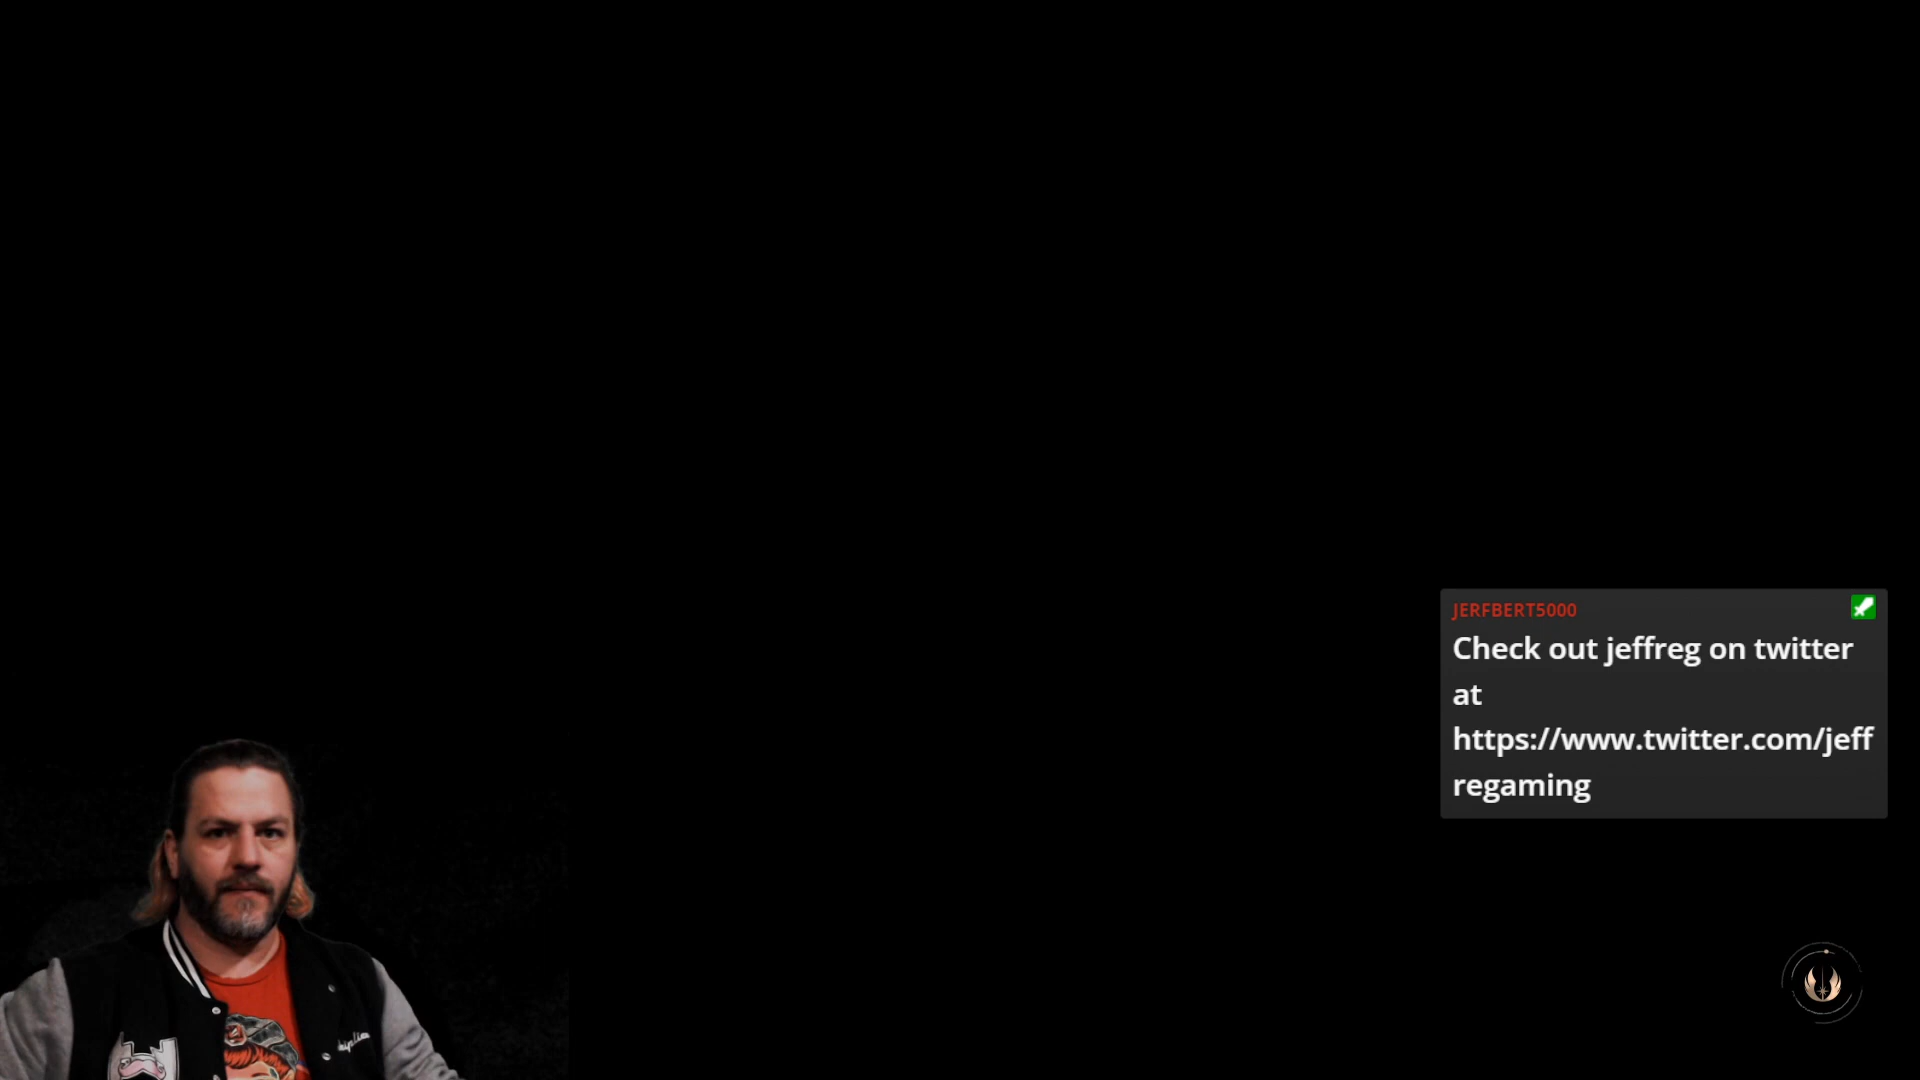 JERFBERT5000
Check out jeffreg on twitter
at
https://www.twitter.com/jeff
regaming